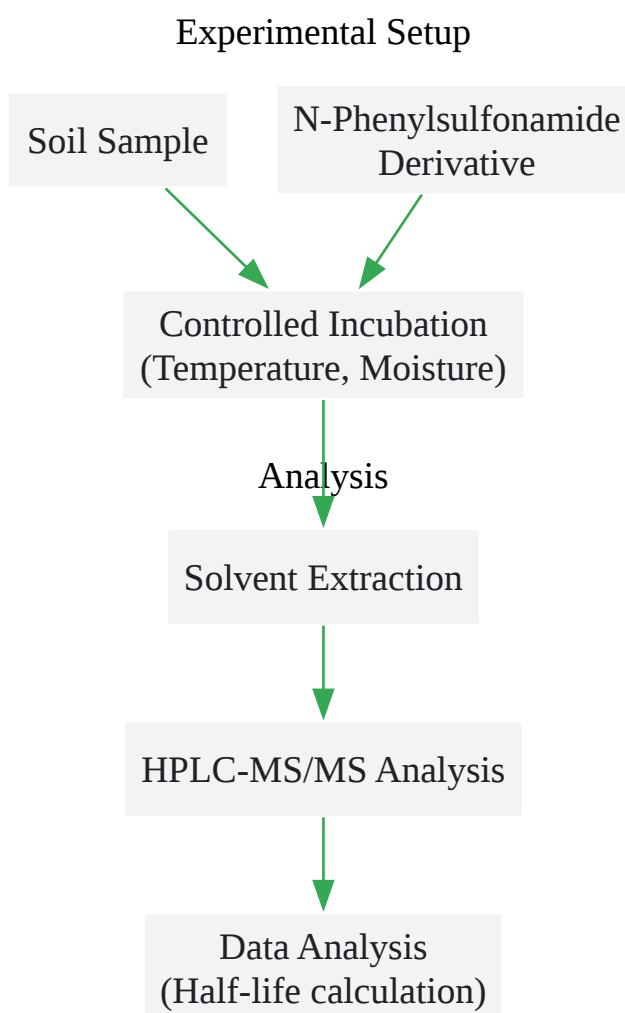 Experimental Setup
Soil Sample
N-Phenylsulfonamide
Derivative
Controlled Incubation
(Temperature, Moisture)
Analysis
Solvent Extraction
HPLC-MS/MS Analysis
Data Analysis
(Half-life calculation)